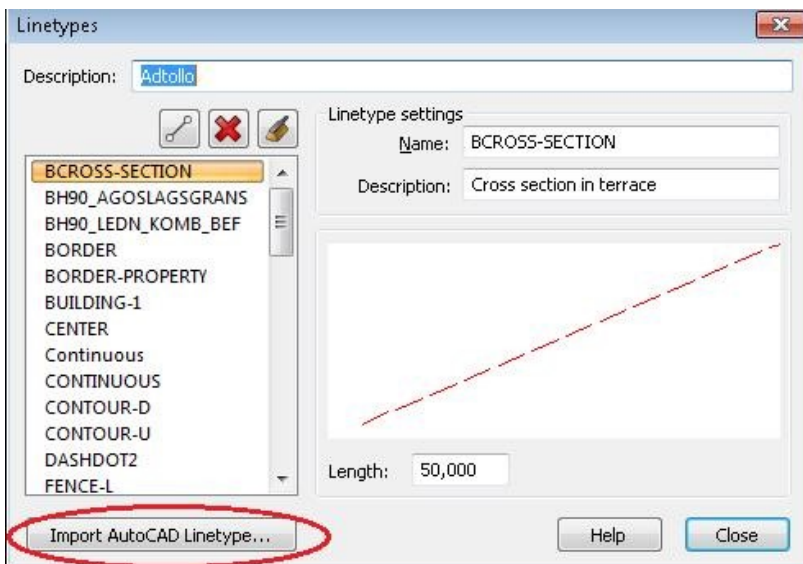 Linetypes
Description: Adtollo
Linetype settings
Name: BCROSS-SECTION
Description: Cross section in terrace
BCROSS-SECTION
BH90_AGOSLAGSGRANS
BH90_LEDN_KOMB_BEF
BORDER
BORDER-PROPERTY
BUILDING-1
CENTER
Continuous
CONTINUOUS
CONTOUR-D
CONTOUR-U
DASHDOT2
FENCE-L
Length: 50,000
Import AutoCAD Linetype...
Help
Close